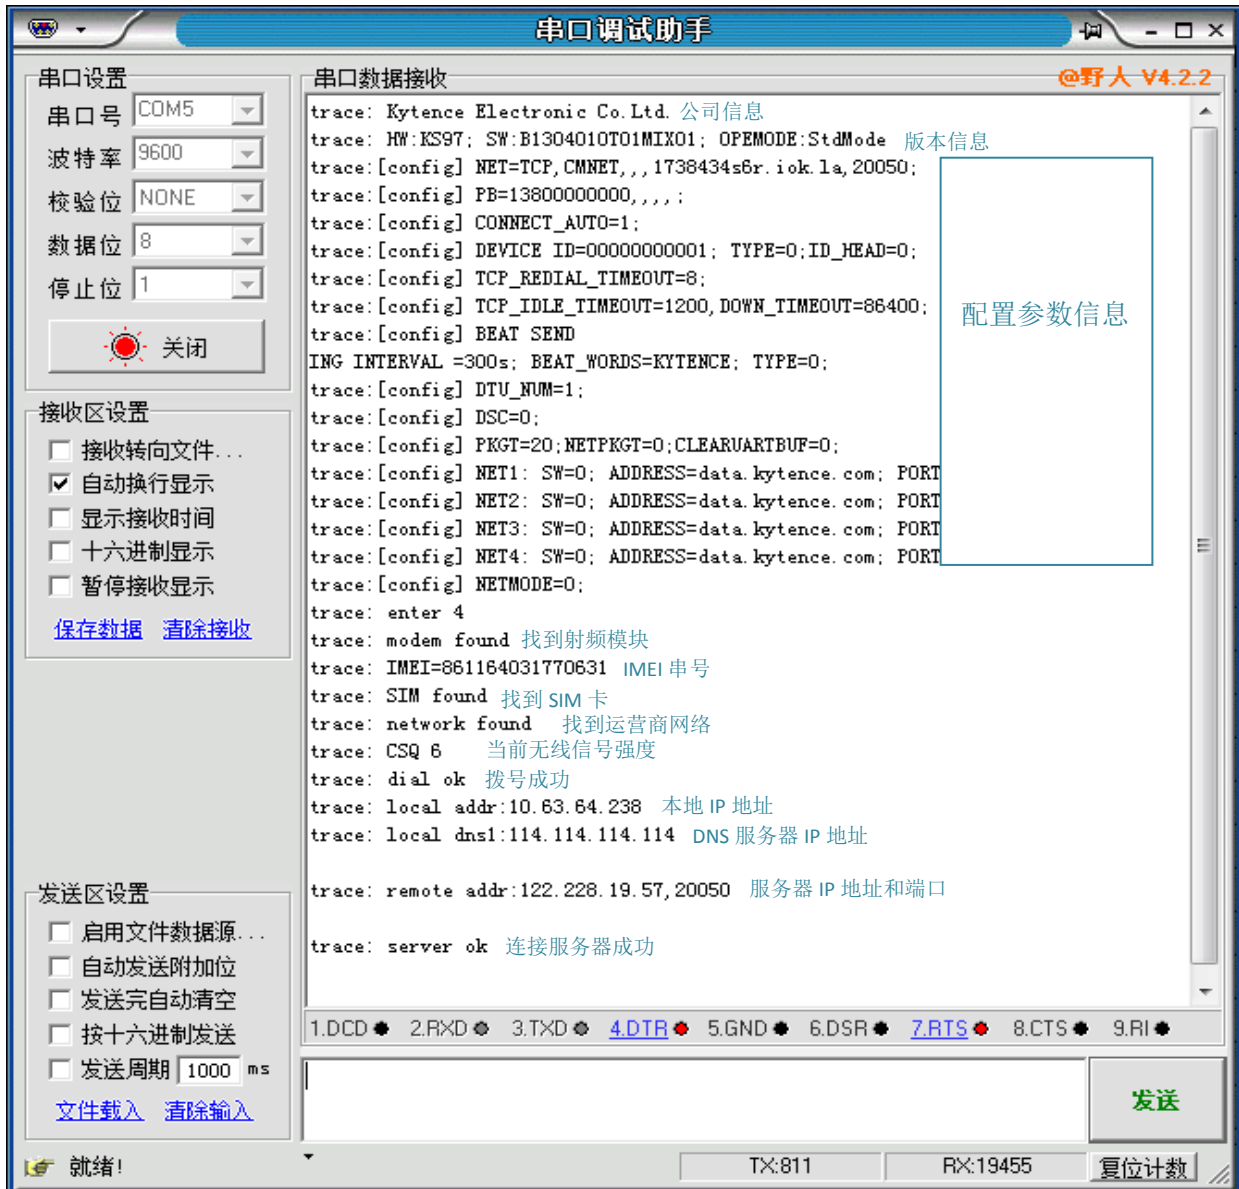 串口调试助手
串口设置
串口号 COM5
波特率 9600
校验位 NONE
数据位 8
停止位 1
关闭
接收区设置
接收转向文件...
自动换行显示
显示接收时间
十六进制显示
暂停接收显示
保存数据 清除接收
发送区设置
启用文件数据源...
自动发送附加位
发送完自动清空
按十六进制发送
发送周期 1000 ms
文件载入 清除输入
串口数据接收
@野人 V4.2.2
trace: Kytence Electronic Co.Ltd. 公司信息
trace: HW:KS97; SW:B1304010T01MIX01; OPEMODE:StdMode 版本信息
trace:[config] NET=TCP,CMNET,,,1738434s6r.iok.la,20050;
trace:[config] PB=13800000000,,,,;
trace:[config] CONNECT_AUTO=1;
trace:[config] DEVICE ID=00000000001; TYPE=0;ID_HEAD=0;
trace:[config] TCP_REDIAL_TIMEOUT=8;
trace:[config] TCP_IDLE_TIMEOUT=1200,DOWN_TIMEOUT=86400;
配置参数信息
trace:[config] BEAT SEND
ING INTERVAL =300s; BEAT_WORDS=KYTENCE; TYPE=0;
trace:[config] DTU_NUM=1;
trace:[config] DSC=0;
trace:[config] PKGT=20;NETPKGT=0;CLEARUARTBUF=0;
trace:[config] NET1: SW=0; ADDRESS=data.kytence.com; PORT
trace:[config] NET2: SW=0; ADDRESS=data.kytence.com; PORT
trace:[config] NET3: SW=0; ADDRESS=data.kytence.com; PORT
trace:[config] NET4: SW=0; ADDRESS=data.kytence.com; PORT
trace:[config] NETMODE=0;
trace: enter 4
trace: modem found 找到射频模块
trace: IMEI=861164031770631 IMEI 串号
trace: SIM found 找到 SIM 卡
trace: network found 找到运营商网络
trace: CSQ 6 当前无线信号强度
trace: dial ok 拨号成功
trace: local addr:10.63.64.238 本地 IP 地址
trace: local dns1:114.114.114.114 DNS 服务器 IP 地址
trace: remote addr:122.228.19.57,20050 服务器 IP 地址和端口
trace: server ok 连接服务器成功
1.DCD 2.RXD 3.TXD 4.DTR 5.GND 6.DSR 7.RTS 8.CTS 9.RI
发送
就绪! TX:811 RX:19455 复位计数